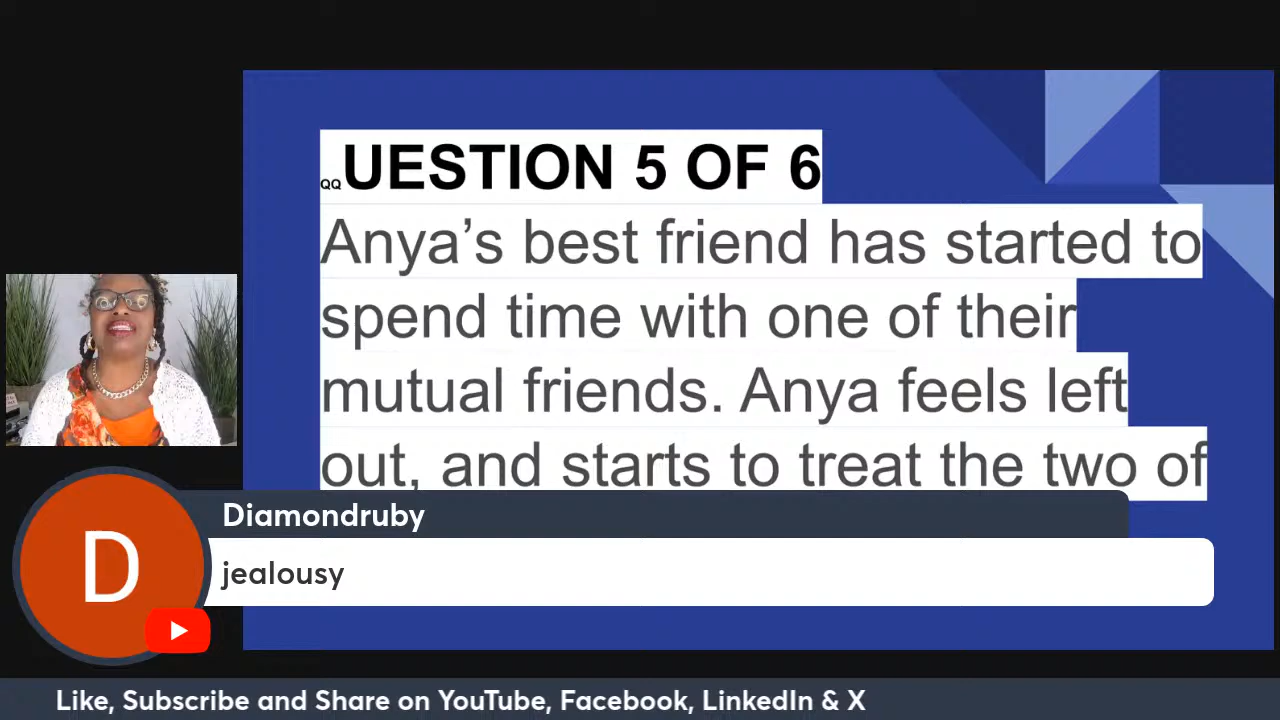 QQUESTION 5 OF 6
Anya’s best friend has started to
spend time with one of their
mutual friends. Anya feels left
out, and starts to treat the two of
Diamondruby
D
jealousy
Like, Subscribe and Share on YouTube, Facebook, LinkedIn & X